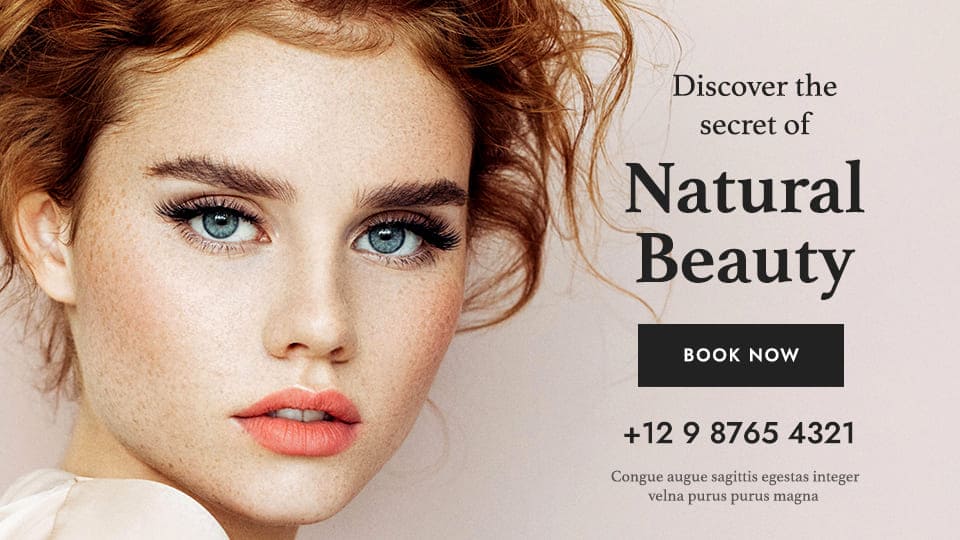 Discover the
secret of
Natural
Beauty
BOOK NOW
+12 9 8765 4321
Congue augue sagittis egestas integer
velna purus purus magna